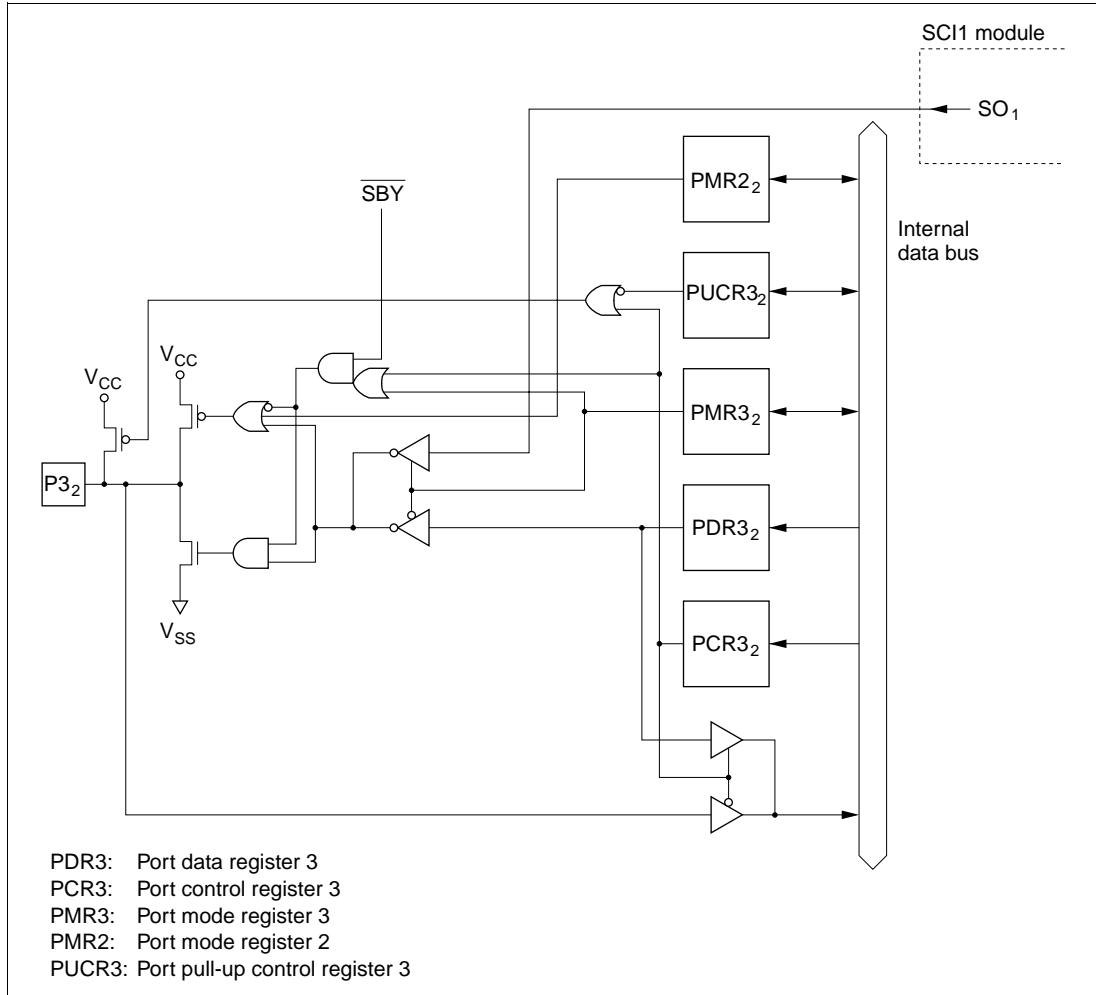 SCI1 module
SO1
PMR22
SBY
Internal
data bus
PUCR32
VCC
VCC
PMR32
P32
PDR32
VSS
PCR32
PDR3: Port data register 3
PCR3: Port control register 3
PMR3: Port mode register 3
PMR2: Port mode register 2
PUCR3: Port pull-up control register 3